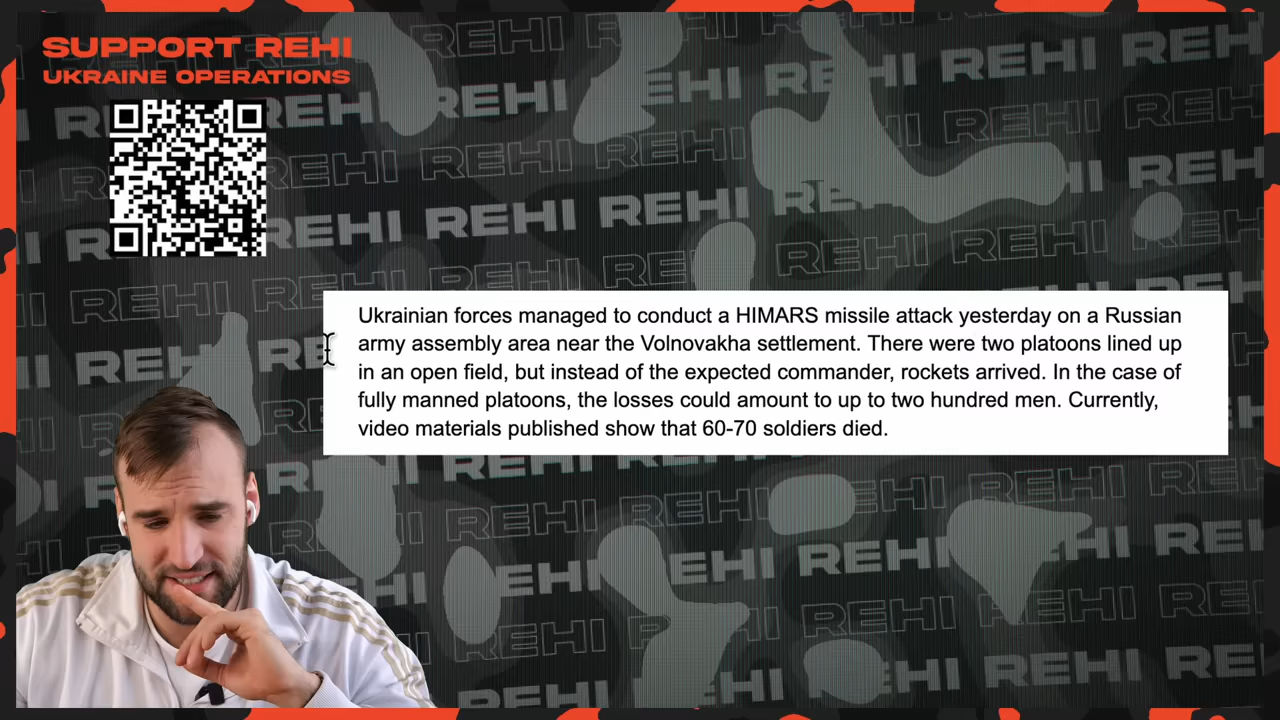 SUPPORT REHI
UKRAINE OPERATIONS
Ukrainian forces managed to conduct a HIMARS missile attack yesterday on a Russian
army assembly area near the Volnovakha settlement. There were two platoons lined up
in an open field, but instead of the expected commander, rockets arrived. In the case of
fully manned platoons, the losses could amount to up to two hundred men. Currently,
video materials published show that 60-70 soldiers died.